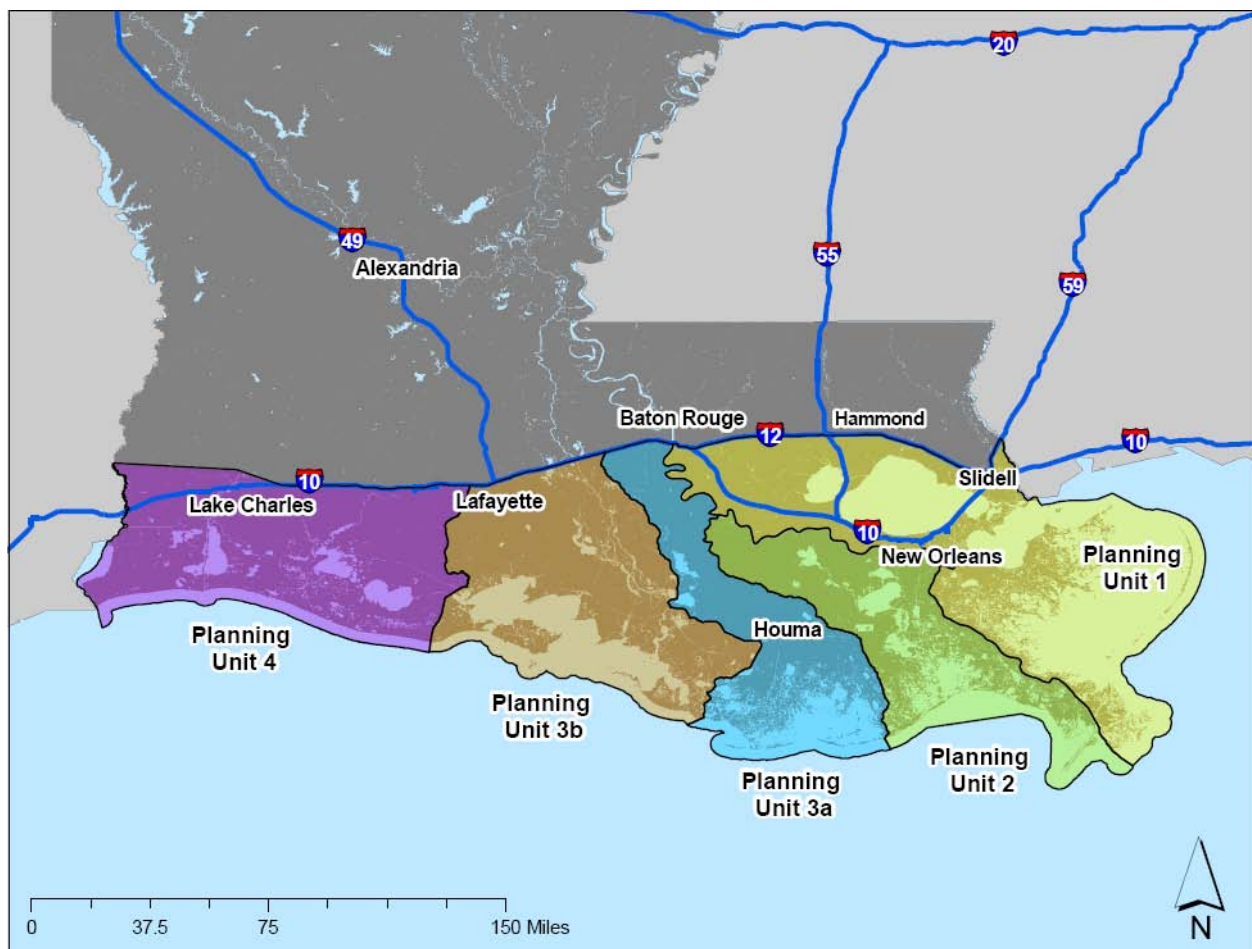 20
49
Alexandria
55
59
Baton Rouge
12
Hammond
10
10
Lake Charles
Lafayette
Slidell
10
New Orleans
Planning
Unit 1
Houma
Planning
Unit 4
Planning
Unit 3b
Planning
Unit 2
Planning
Unit 3a
0
37.5
75
150 Miles
N